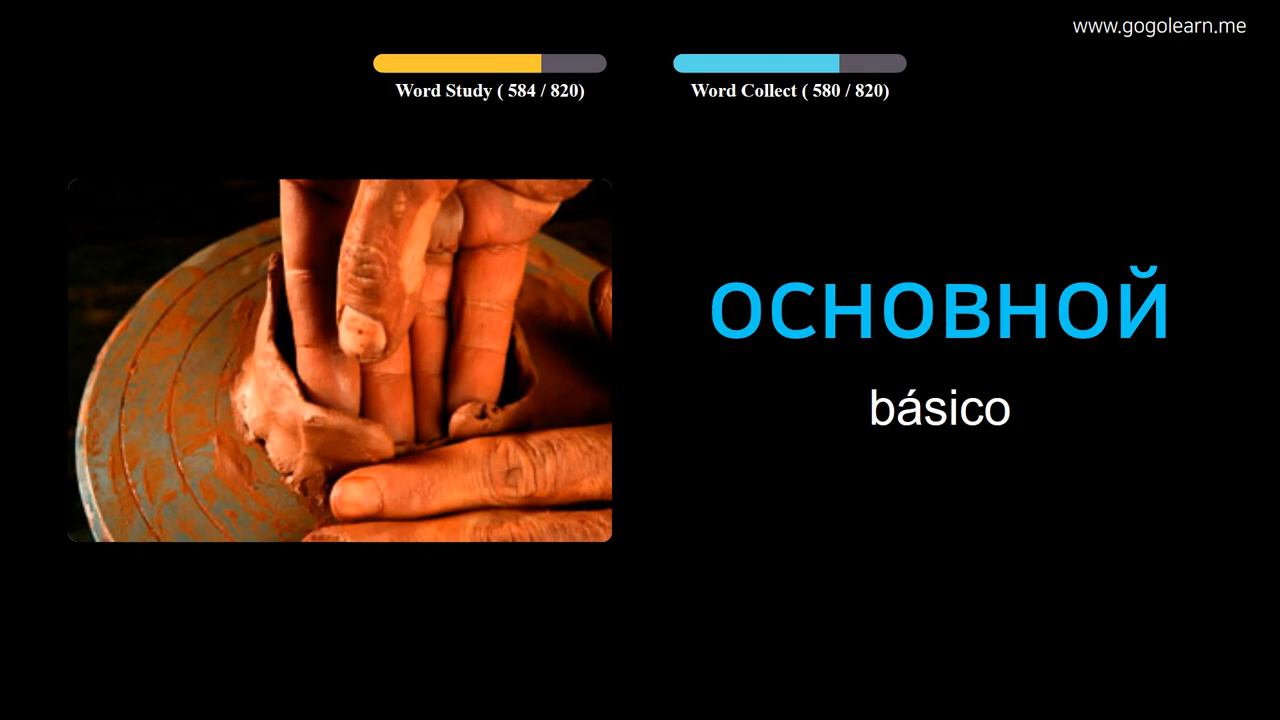 www.gogolearn.me
Word Study ( 584 / 820)
Word Collect ( 580 / 820)
основной
básico